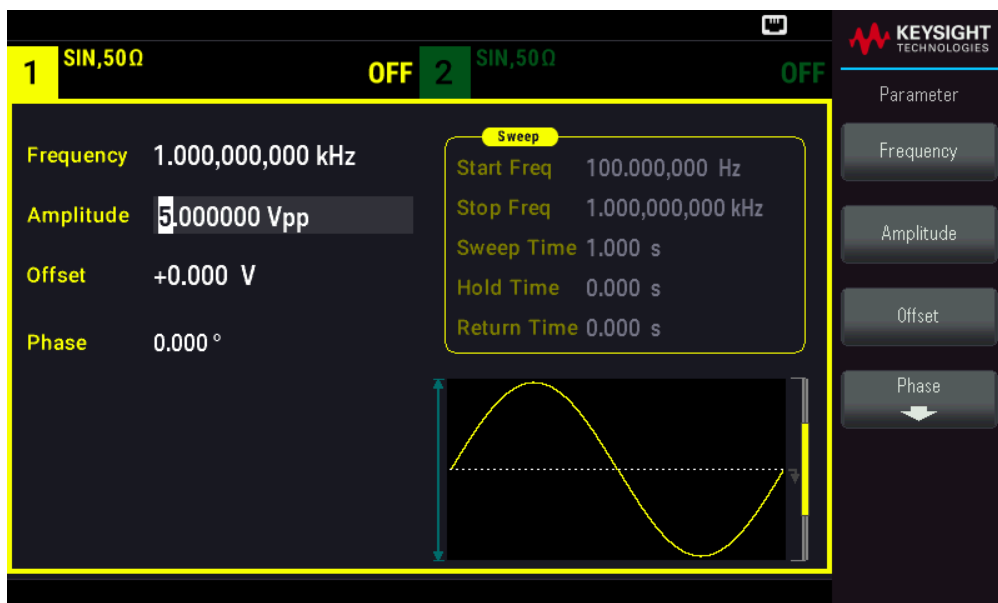 KEYSIGHT
TECHNOLOGIES
1 SIN,50Ω OFF
2 SIN,50Ω OFF
Frequency 1.000,000,000 kHz
Amplitude 5.000000 Vpp
Offset +0.000 V
Phase 0.000 °
Sweep
Start Freq 100.000,000 Hz
Stop Freq 1.000,000,000 kHz
Sweep Time 1.000 s
Hold Time 0.000 s
Return Time 0.000 s
Parameter
Frequency
Amplitude
Offset
Phase